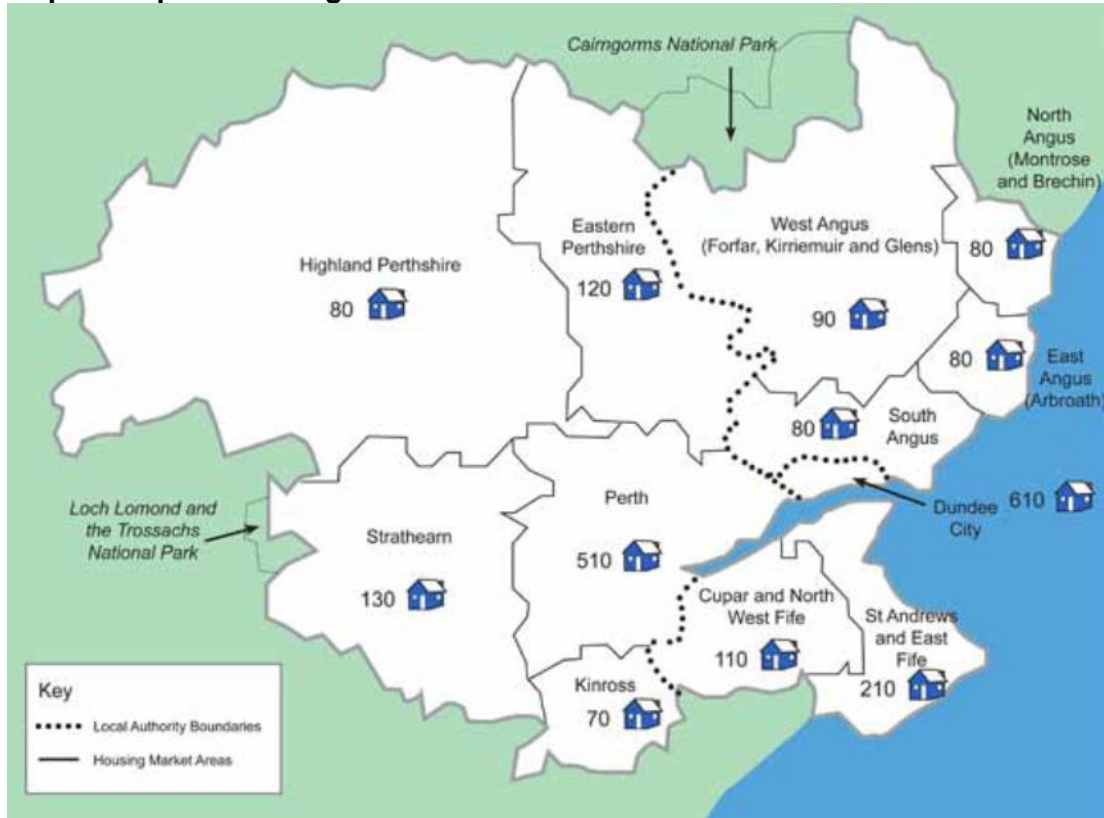 Cairngorms National Park
North
Angus
(Montrose
and Brechin)
80
West Angus
(Forfar, Kirriemuir and Glens)
90
Eastern
Perthshire
120
Highland Perthshire
80
80
East
Angus
(Arbroath)
80
South
Angus
Dundee
City
610
Loch Lomond and
the Trossachs
National Park
Strathearn
130
Perth
510
Cupar and North
West Fife
110
St Andrews
and East
Fife
210
Kinross
70
Key
Local Authority Boundaries
Housing Market Areas